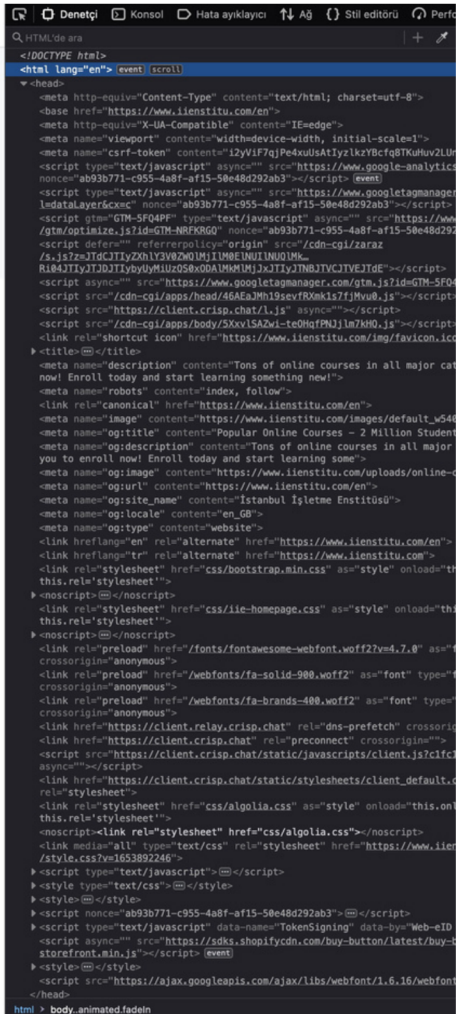 Denetçi Konsol Hata ayıklayıcı Ağ Stil editörü Perfo
HTML'de ara
<!DOCTYPE html>
<html lang="en"> event scroll
<head>
<meta http-equiv="Content-Type" content="text/html; charset=utf-8">
<base href="https://www.iienstitu.com/en">
<meta http-equiv="X-UA-Compatible" content="IE=edge">
<meta name="viewport" content="width=device-width, initial-scale=1">
<meta name="csrf-token"
<script type="text/javascript" async="" src="https://www.google-analytics
nonce="ab93b771-c955-4a8f-af15-50e48d292ab3"></script> event
<script type="text/javascript" async="" src="https://www.googletagmanager
l=dataLayer&cx=c" nonce="ab93b771-c955-4a8f-af15-50e48d292ab3"></script>
<script gtm="GTM-5FQ4PF" type="text/javascript" async="" src="https://www
/gtm/optimize.js?id=GTM-NRFKRGQ" nonce="ab93b771-c955-4a8f-af15-50e48d292
<script defer="" referrerpolicy="origin" src="/cdn-cgi/zaraz
></script>
<script async="" src="https://www.googletagmanager.com/gtm.js?id=GTM-5FQ4
<script src="/cdn-cgi/apps/head/46AEaJMh19sevfRXmk1s7fjMvu0.js"></script>
<script src="https://client.crisp.chat/l.js" async=""></script>
<script src="/cdn-cgi/apps/body/5XxvlSAZwi-teOHqfPNJjlm7kHQ.js"></script>
<link rel="shortcut icon" href="https://www.iienstitu.com/img/favicon.ico
<title></title>
<meta name="description" content="Tons of online courses in all major cat
now! Enroll today and start learning something new!">
<meta name="robots" content="index, follow">
<link rel="canonical" href="https://www.iienstitu.com/en">
<meta name="image" content="https://www.iienstitu.com/images/default_w540
<meta name="og:title" content="Popular Online Courses – 2 Million Student
<meta name="og:description" content="Tons of online courses in all major
you to enroll now! Enroll today and start learning some">
<meta name="og:image" content="https://www.iienstitu.com/uploads/online-c
<meta name="og:url" content="https://www.iienstitu.com/en">
<meta name="og:site_name" content="İstanbul İşletme Enstitüsü">
<meta name="og:locale" content="en_GB">
<meta name="og:type" content="website">
<link hreflang="en" rel="alternate" href="https://www.iienstitu.com/en">
<link hreflang="tr" rel="alternate" href="https://www.iienstitu.com">
<link rel="stylesheet" href="css/bootstrap.min.css" as="style" onload="th
this.rel='stylesheet'">
<noscript></noscript>
<link rel="stylesheet" href="css/iie-homepage.css" as="style" onload="thi
this.rel='stylesheet'">
<noscript></noscript>
<link rel="preload" href="/fonts/fontawesome-webfont.woff2?v=4.7.0" as="f
crossorigin="anonymous">
<link rel="preload" href="/webfonts/fa-solid-900.woff2" as="font" type="f
crossorigin="anonymous">
<link rel="preload" href="/webfonts/fa-brands-400.woff2" as="font" type="
crossorigin="anonymous">
<link href="https://client.relay.crisp.chat" rel="dns-prefetch" crossorig
<link href="https://client.crisp.chat" rel="preconnect" crossorigin="">
<script src="https://client.crisp.chat/static/javascripts/client.js?c1fc1
async=""></script>
<link href="https://client.crisp.chat/static/stylesheets/client_default.c
rel="stylesheet">
<link rel="stylesheet" href="css/algolia.css" as="style" onload="this.onl
this.rel='stylesheet'">
<noscript><link rel="stylesheet" href="css/algolia.css"></noscript>
<link media="all" type="text/css" rel="stylesheet" href="https://www.iien
/style.css?v=1653892246">
<script type="text/javascript"></script>
<style type="text/css"></style>
<style></style>
<script nonce="ab93b771-c955-4a8f-af15-50e48d292ab3"></script>
<script type="text/javascript" data-name="TokenSigning" data-by="Web-eID
<script async="" src="https://sdks.shopifycdn.com/buy-button/latest/buy-b
storefront.min.js"></script> event
<style></style>
<script src="https://ajax.googleapis.com/ajax/libs/webfont/1.6.16/webfont
</head>
html > body..animated.fadeIn